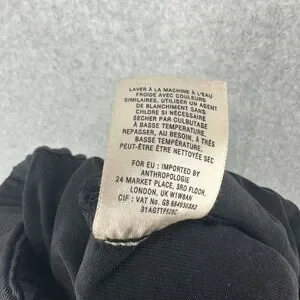 LAVER À LA MACHINE À L'EAU
FROIDE AVEC COULEURS
SIMILAIRES, UTILISER UN AGENT
DE BLANCHIMENT SANS
CHLORE SI NÉCESSAIRE
SÉCHER PAR CULBUTAGE
À BASSE TEMPÉRATURE,
REPASSER, AU BESOIN, À TRÈS
BASSE TEMPÉRATURE.
PEUT-ÊTRE ÊTRE NETTOYÉ SEC
FOR EU : IMPORTED BY
ANTHROPOLOGIE
24 MARKET PLACE, 3RD FLOOR.
LONDON, UK W1W8AN
CIF : VAT No. GB 684936382